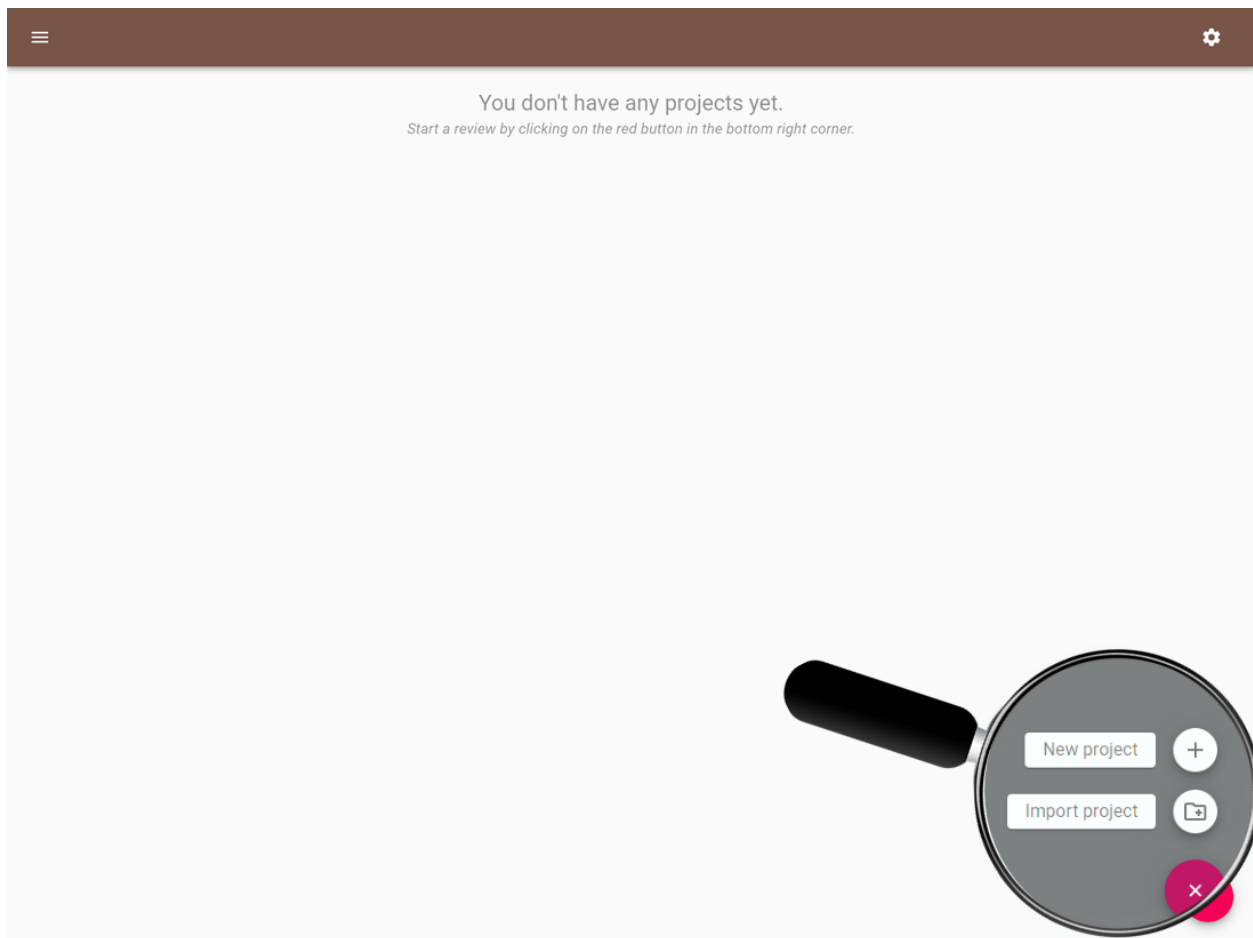 You don't have any projects yet.
Start a review by clicking on the red button in the bottom right corner.
New project
Import project